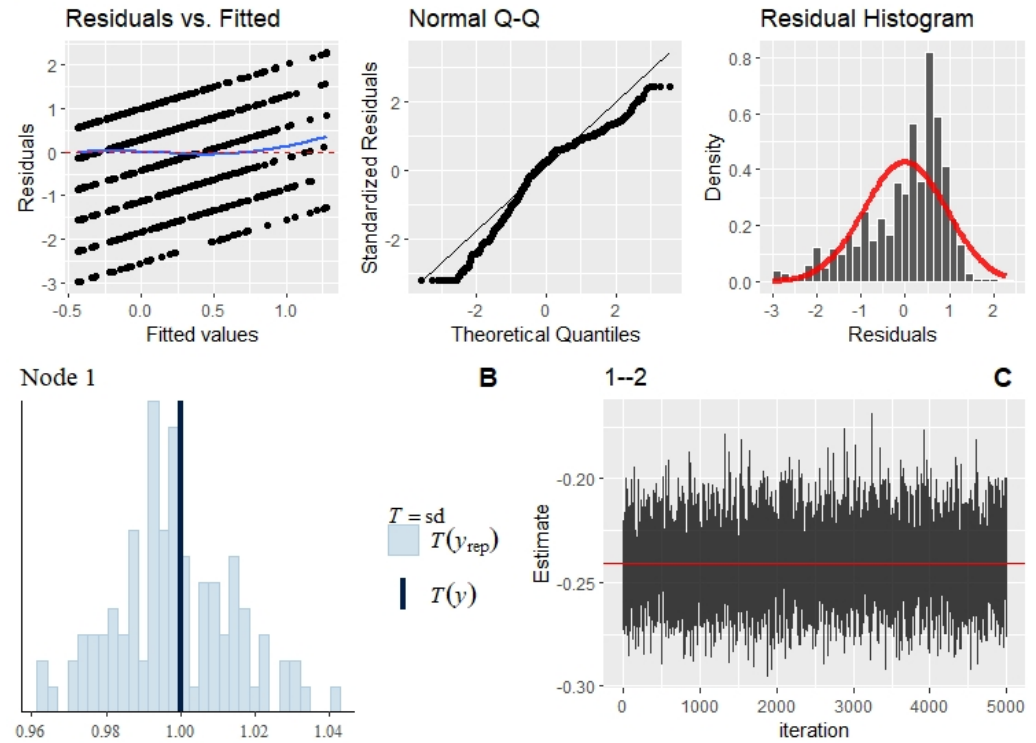 Residuals vs. Fitted
Normal Q-Q
Residual Histogram
Residuals
2
1
0
-1
-2
-3
-0.5
0.0
0.5
1.0
Fitted values
Standardized Residuals
2
0
-2
-2
0
2
Theoretical Quantiles
Density
0.8
0.6
0.4
0.2
0.0
-3
-2
-1
0
1
2
Residuals
Node 1
B
T = sd
T(yrep)
T(y)
0.96
0.98
1.00
1.02
1.04
1--2
C
Estimate
-0.20
-0.25
-0.30
0
1000
2000
3000
4000
5000
iteration